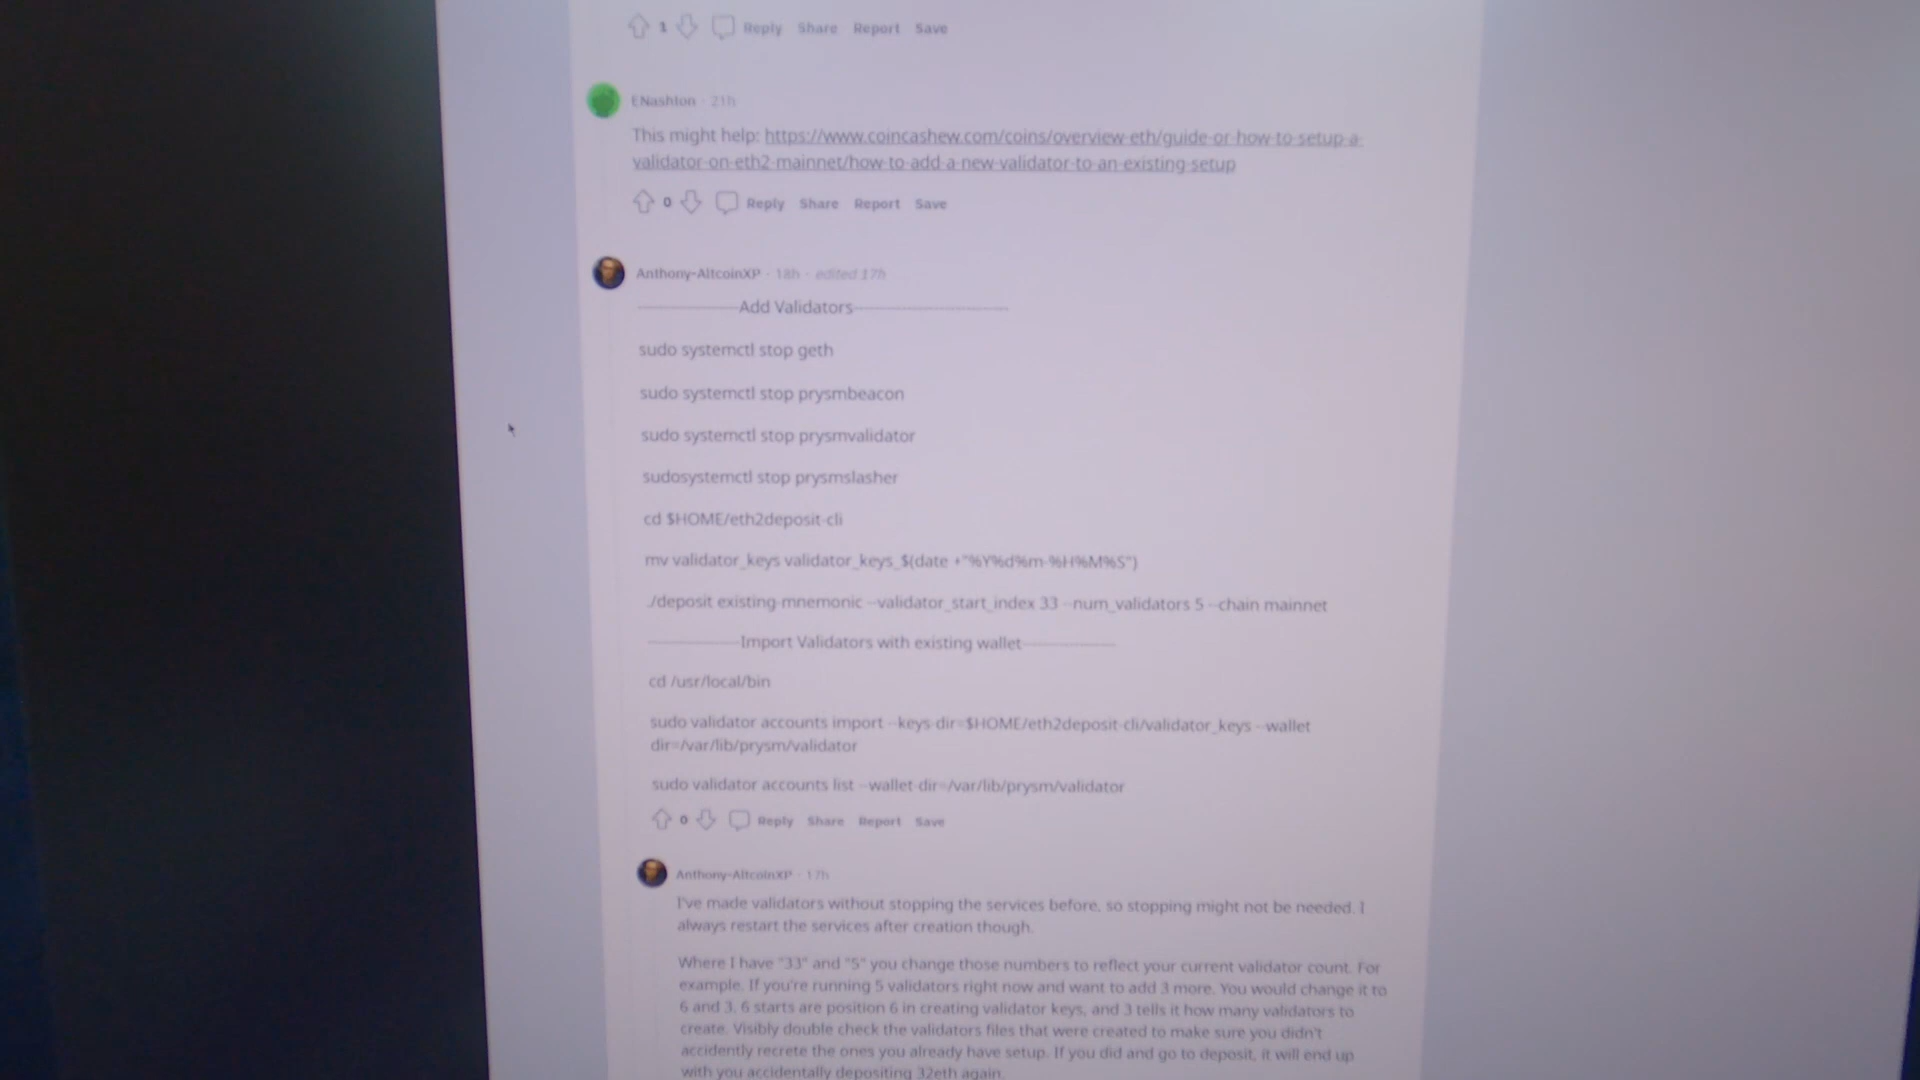 1 Reply Share Report Save
ENashton · 21h
This might help: https://www.coincashew.com/coins/overview-eth/guide-or-how-to-setup-a-
validator-on-eth2-mainnet/how-to-add-a-new-validator-to-an-existing-setup
0 Reply Share Report Save
Anthony-AltcoinXP · 18h · edited 17h
--------------------Add Validators------------------------------
sudo systemctl stop geth
sudo systemctl stop prysmbeacon
sudo systemctl stop prysmvalidator
sudosystemctl stop prysmslasher
cd $HOME/eth2deposit-cli
mv validator_keys validator_keys_$(date +"%Y%d%m-%H%M%S")
./deposit existing-mnemonic --validator_start_index 33 --num_validators 5 --chain mainnet
------------------Import Validators with existing wallet------------------
cd /usr/local/bin
sudo validator accounts import --keys-dir=$HOME/eth2deposit-cli/validator_keys --wallet
dir=/var/lib/prysm/validator
sudo validator accounts list --wallet-dir=/var/lib/prysm/validator
0 Reply Share Report Save
Anthony-AltcoinXP · 17h
I've made validators without stopping the services before, so stopping might not be needed. I
always restart the services after creation though.
Where I have "33" and "5" you change those numbers to reflect your current validator count. For
example. If you're running 5 validators right now and want to add 3 more. You would change it to
6 and 3. 6 starts are position 6 in creating validator keys, and 3 tells it how many validators to
create. Visibly double check the validators files that were created to make sure you didn't
accidently recrete the ones you already have setup. If you did and go to deposit, it will end up
with you accidentally depositing 32eth again.